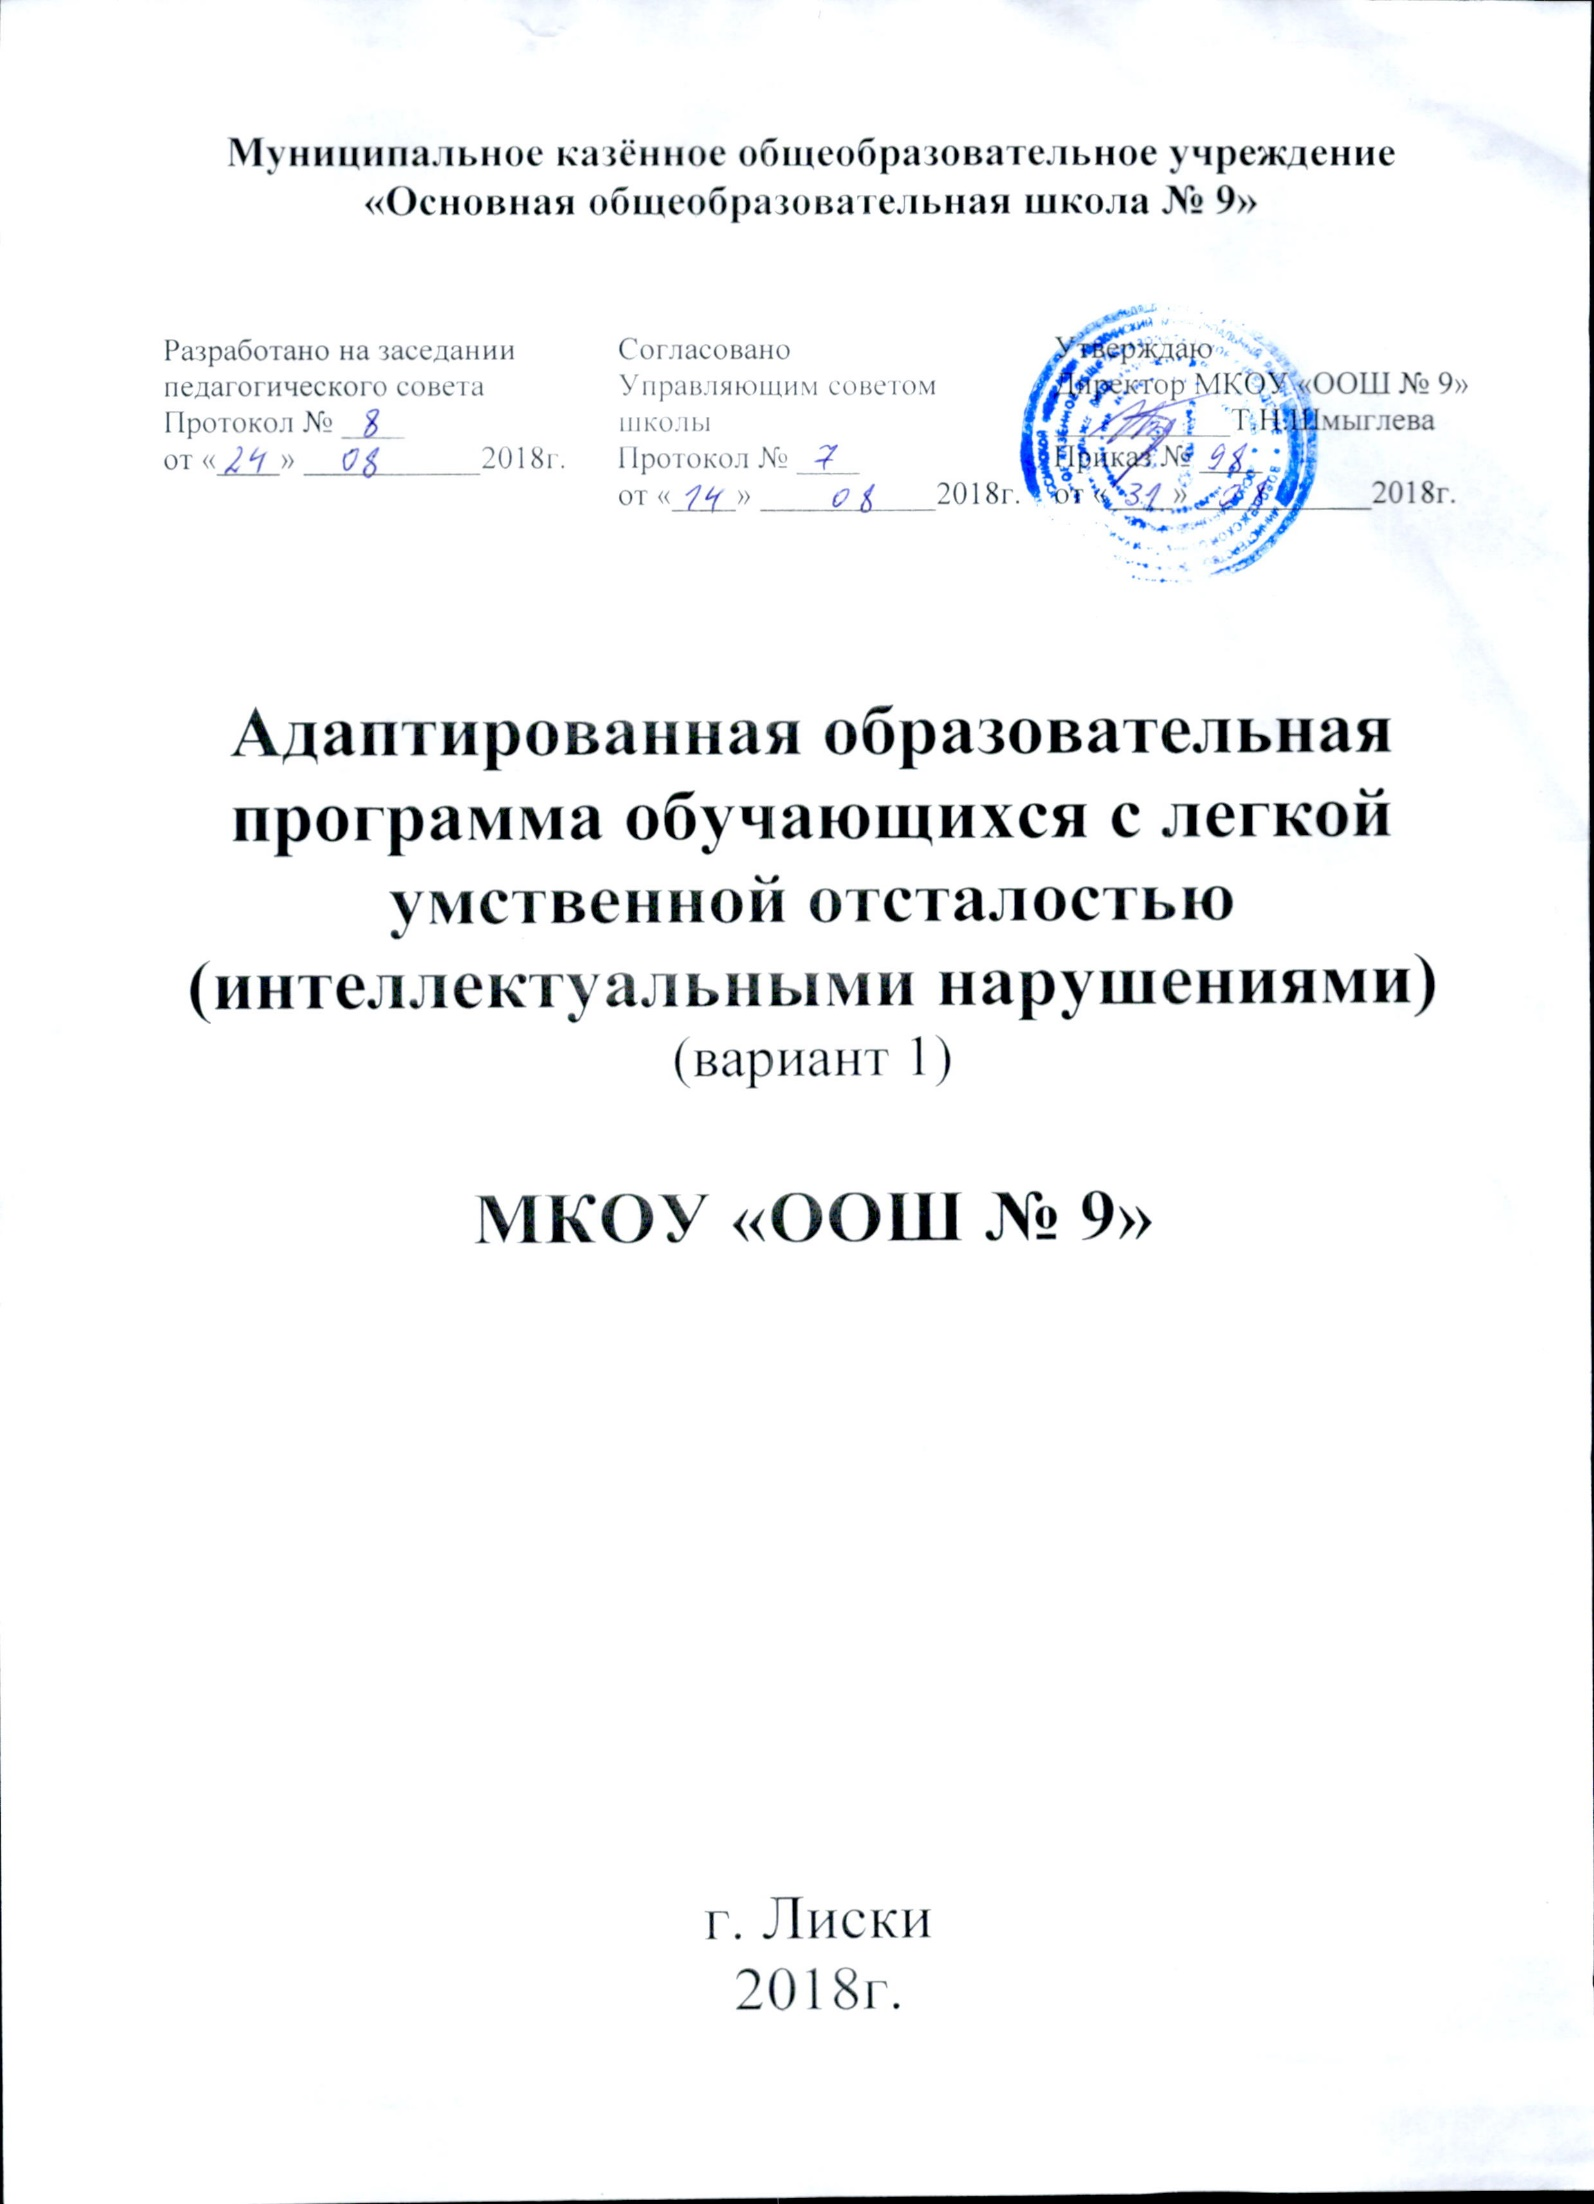 Муниципальное казённое общеобразовательное учреждение
«Основная общеобразовательная школа № 9»
Разработано на заседании
педагогического совета
Протокол № 8
от «24» 08 2018г.
Согласовано
Управляющим советом
школы
Протокол № 7
от «14» 08 2018г.
Утверждаю
Директор МКОУ «ООШ № 9»
Т.Н.Шмыглева
Приказ № 98
от «31» 2018г.
Адаптированная образовательная
программа обучающихся с легкой
умственной отсталостью
(интеллектуальными нарушениями)
(вариант 1)
МКОУ «ООШ № 9»
г. Лиски
2018г.